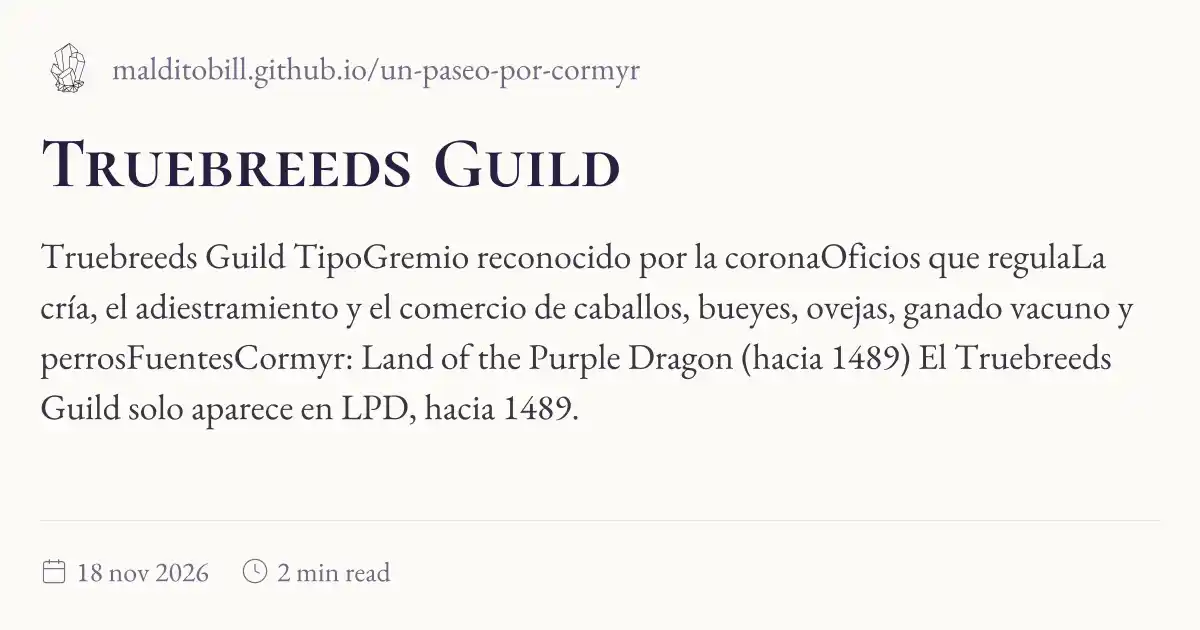 malditobill.github.io/un-paseo-por-cormyr
Truebreeds Guild
Truebreeds Guild TipoGremio reconocido por la coronaOficios que regulaLa
cría, el adiestramiento y el comercio de caballos, bueyes, ovejas, ganado vacuno y
perrosFuentesCormyr: Land of the Purple Dragon (hacia 1489) El Truebreeds
Guild solo aparece en LPD, hacia 1489.
18 nov 2026
2 min read